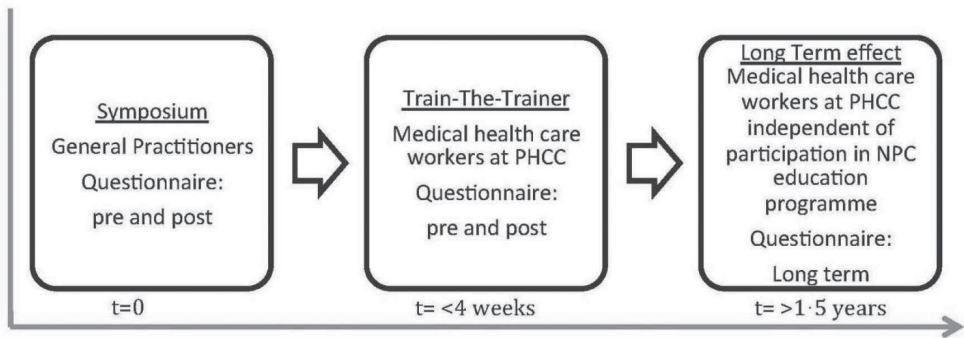 Symposium
General Practitioners
Questionnaire:
pre and post
t=0
Train-The-Trainer
Medical health care
workers at PHCC
Questionnaire:
pre and post
t= <4 weeks
Long Term effect
Medical health care
workers at PHCC
independent of
participation in NPC
education
programme
Questionnaire:
Long term
t= >1·5 years